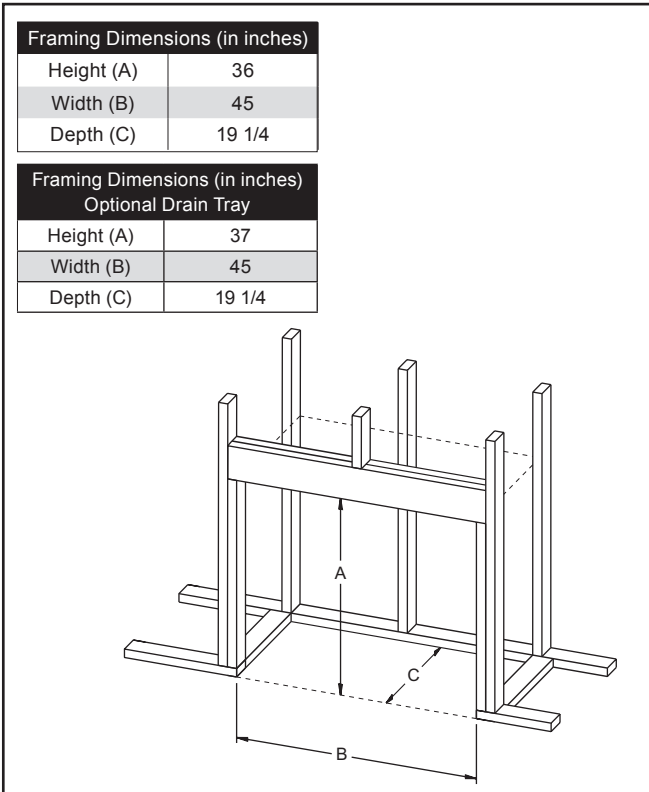 Framing Dimensions (in inches)
Height (A) 36
Width (B) 45
Depth (C) 19 1/4
Framing Dimensions (in inches)
Optional Drain Tray
Height (A) 37
Width (B) 45
Depth (C) 19 1/4
A
C
B